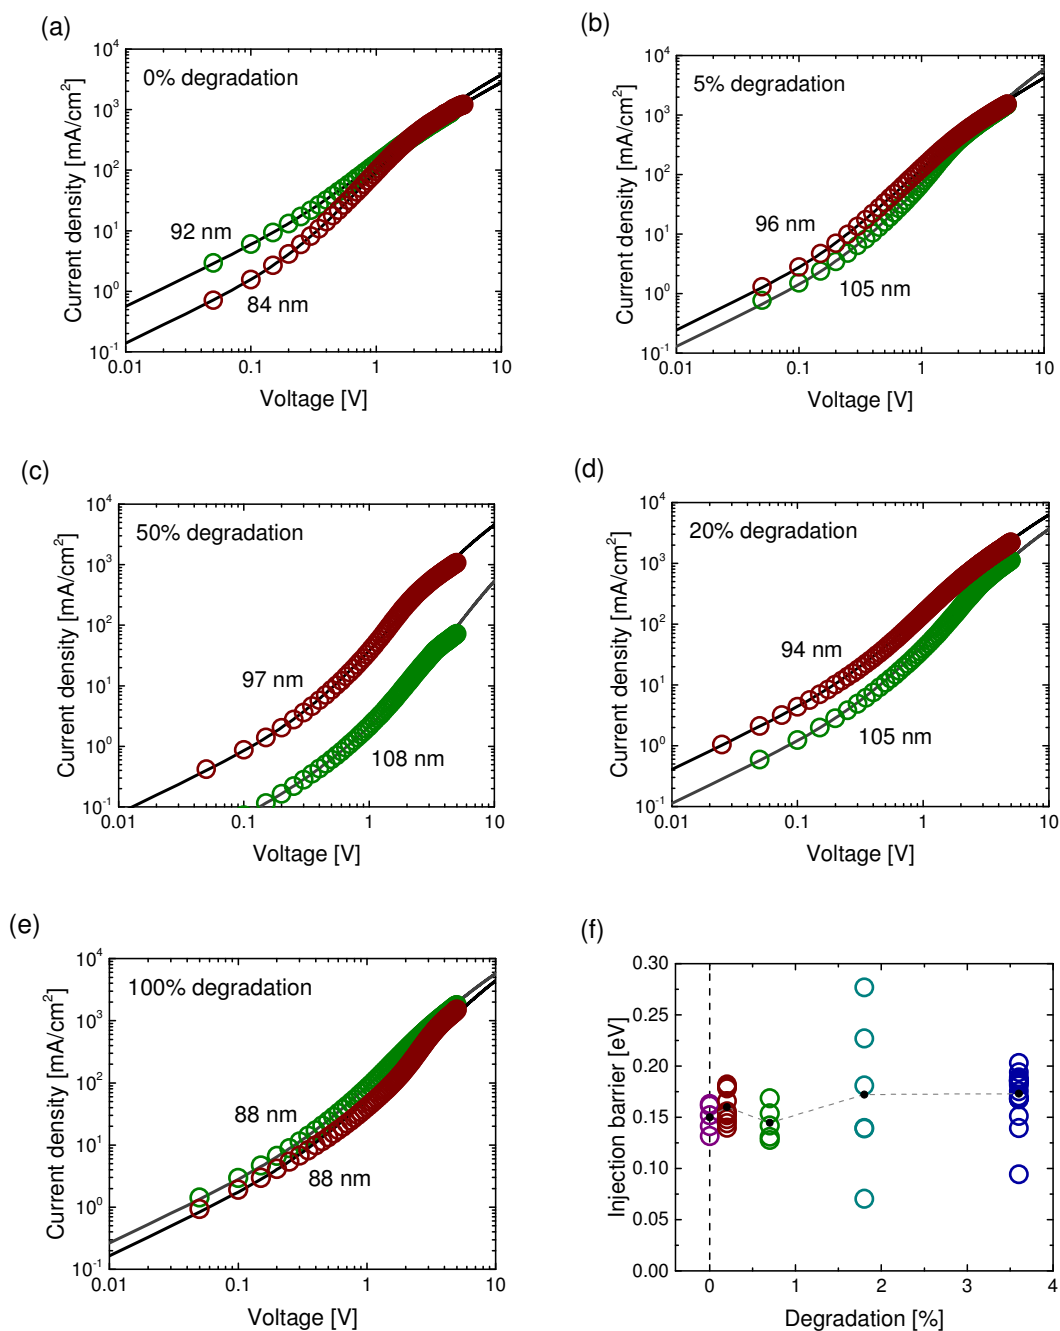 (a)
0% degradation
92 nm
84 nm
Current density [mA/cm²]
10⁴
10³
10²
10¹
10⁰
10⁻¹
0.01 0.1 1 10
Voltage [V]
(b)
5% degradation
96 nm
105 nm
Current density [mA/cm²]
10⁴
10³
10²
10¹
10⁰
10⁻¹
0.01 0.1 1 10
Voltage [V]
(c)
50% degradation
97 nm
108 nm
Current density [mA/cm²]
10⁴
10³
10²
10¹
10⁰
10⁻¹
0.01 0.1 1 10
Voltage [V]
(d)
20% degradation
94 nm
105 nm
Current density [mA/cm²]
10⁴
10³
10²
10¹
10⁰
10⁻¹
0.01 0.1 1 10
Voltage [V]
(e)
100% degradation
88 nm
88 nm
Current density [mA/cm²]
10⁴
10³
10²
10¹
10⁰
10⁻¹
0.01 0.1 1 10
Voltage [V]
(f)
Injection barrier [eV]
0.30
0.25
0.20
0.15
0.10
0.05
0.00
0 1 2 3 4
Degradation [%]